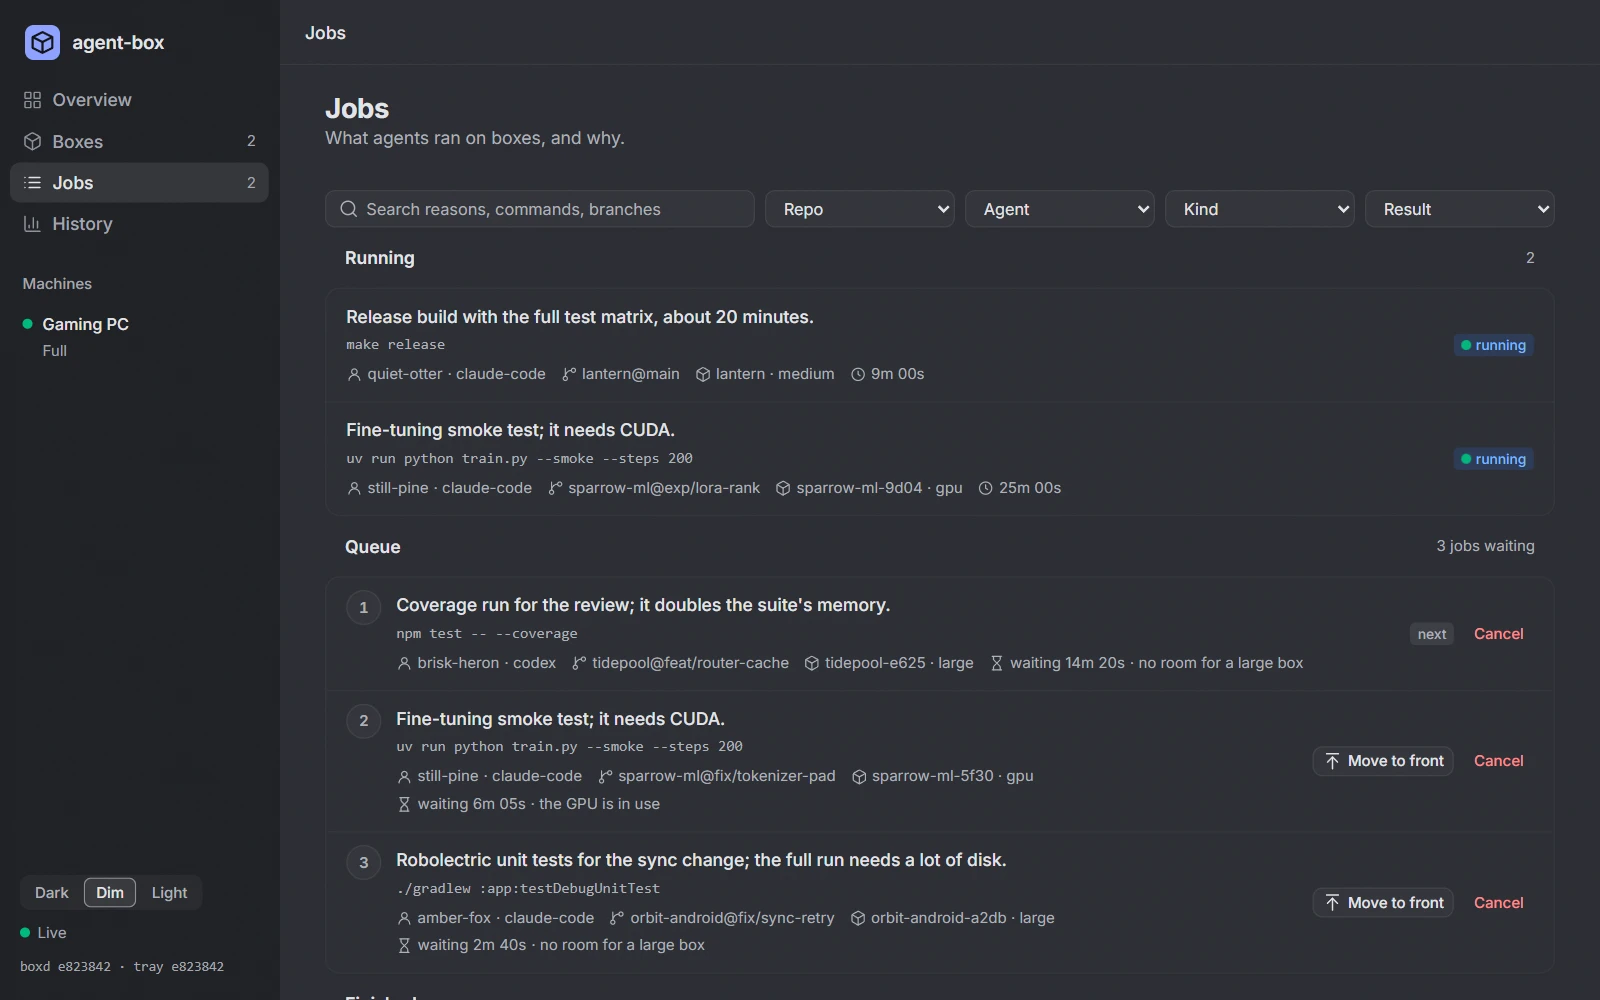 agent-box
Overview
Boxes 2
Jobs 2
History
Machines
Gaming PC
Full
Dark Dim Light
Live
boxd e823842 · tray e823842
Jobs
Jobs
What agents ran on boxes, and why.
Search reasons, commands, branches Repo Agent Kind Result
Running 2
Release build with the full test matrix, about 20 minutes.
make release
running
quiet-otter · claude-code lantern@main lantern · medium 9m 00s
Fine-tuning smoke test; it needs CUDA.
uv run python train.py --smoke --steps 200
running
still-pine · claude-code sparrow-ml@exp/lora-rank sparrow-ml-9d04 · gpu 25m 00s
Queue 3 jobs waiting
1 Coverage run for the review; it doubles the suite's memory.
npm test -- --coverage
next Cancel
brisk-heron · codex tidepool@feat/router-cache tidepool-e625 · large waiting 14m 20s · no room for a large box
2 Fine-tuning smoke test; it needs CUDA.
uv run python train.py --smoke --steps 200
Move to front Cancel
still-pine · claude-code sparrow-ml@fix/tokenizer-pad sparrow-ml-5f30 · gpu
waiting 6m 05s · the GPU is in use
3 Robolectric unit tests for the sync change; the full run needs a lot of disk.
./gradlew :app:testDebugUnitTest
Move to front Cancel
amber-fox · claude-code orbit-android@fix/sync-retry orbit-android-a2db · large
waiting 2m 40s · no room for a large box